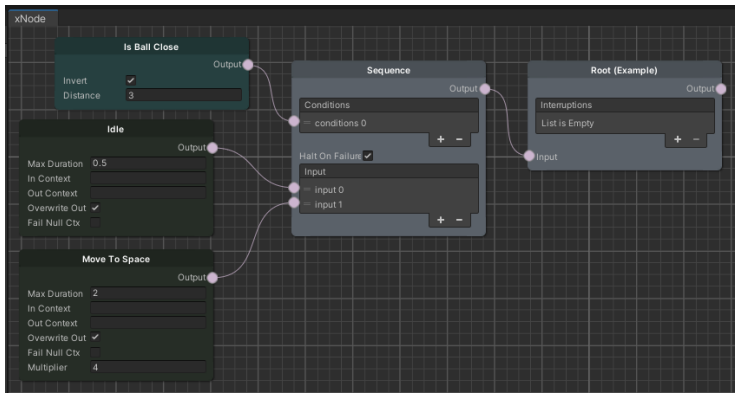 xNode
Is Ball Close
Output
Invert
Distance 3
Idle
Output
Max Duration 0.5
In Context
Out Context
Overwrite Out
Fail Null Ctx
Move To Space
Output
Max Duration 2
In Context
Out Context
Overwrite Out
Fail Null Ctx
Multiplier 4
Sequence
Output
Conditions
= conditions 0
+ −
Halt On Failure
Input
= input 0
= input 1
+ −
Root (Example)
Output
Interruptions
List is Empty
+ −
Input